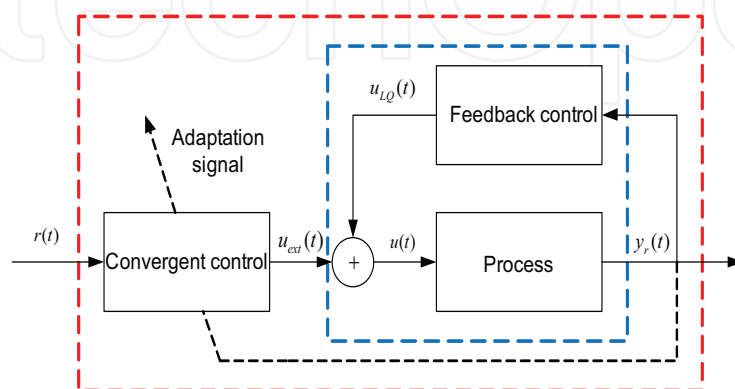 u_LQ(t)
Feedback control
Adaptation
signal
r(t)
Convergent control
u_ext(t)
+
u(t)
Process
y_r(t)